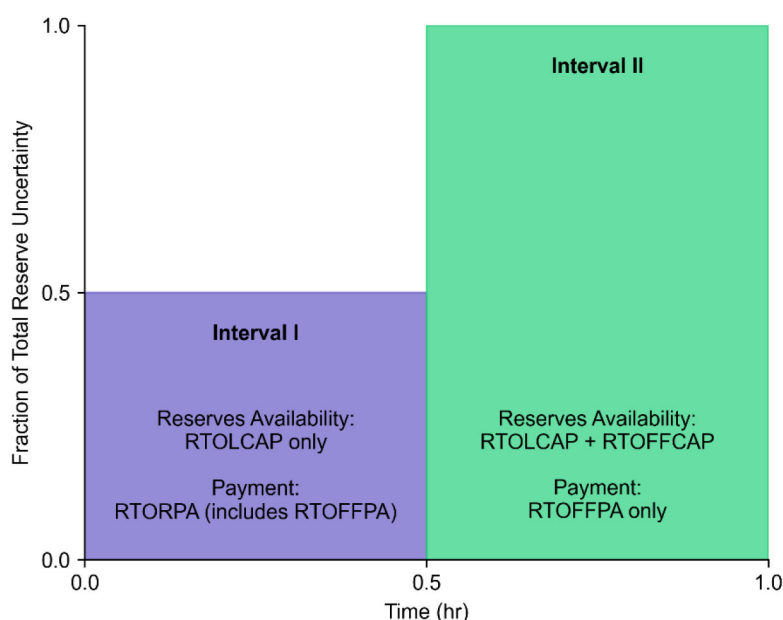 1.0
Interval II
Fraction of Total Reserve Uncertainty
0.5
Interval I
Reserves Availability:
RTOLCAP only
Payment:
RTORPA (includes RTOFFPA)
Reserves Availability:
RTOLCAP + RTOFFCAP
Payment:
RTOFFPA only
0.0
0.0
0.5
1.0
Time (hr)